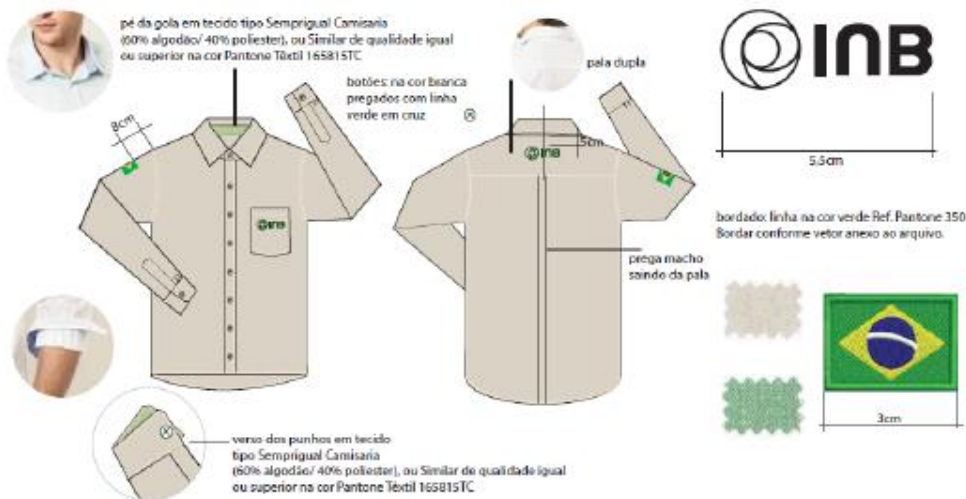 pé da gola em tecido tipo Semprigual Camisaria
(60% algodão/ 40% poliester), ou Similar de qualidade igual
ou superior na cor Pantone Têxtil 165815TC
botões: na cor branca
pregados com linha
verde em cruz
pala dupla
INB
8cm
5cm
INB
INB
5.5cm
bordado: linha na cor verde Ref. Pantone 350
Bordar conforme vetor anexo ao arquivo.
prega macho
saindo da pala
3cm
verso dos punhos em tecido
tipo Semprigual Camisaria
(60% algodão/ 40% poliester), ou Similar de qualidade igual
ou superior na cor Pantone Têxtil 165815TC